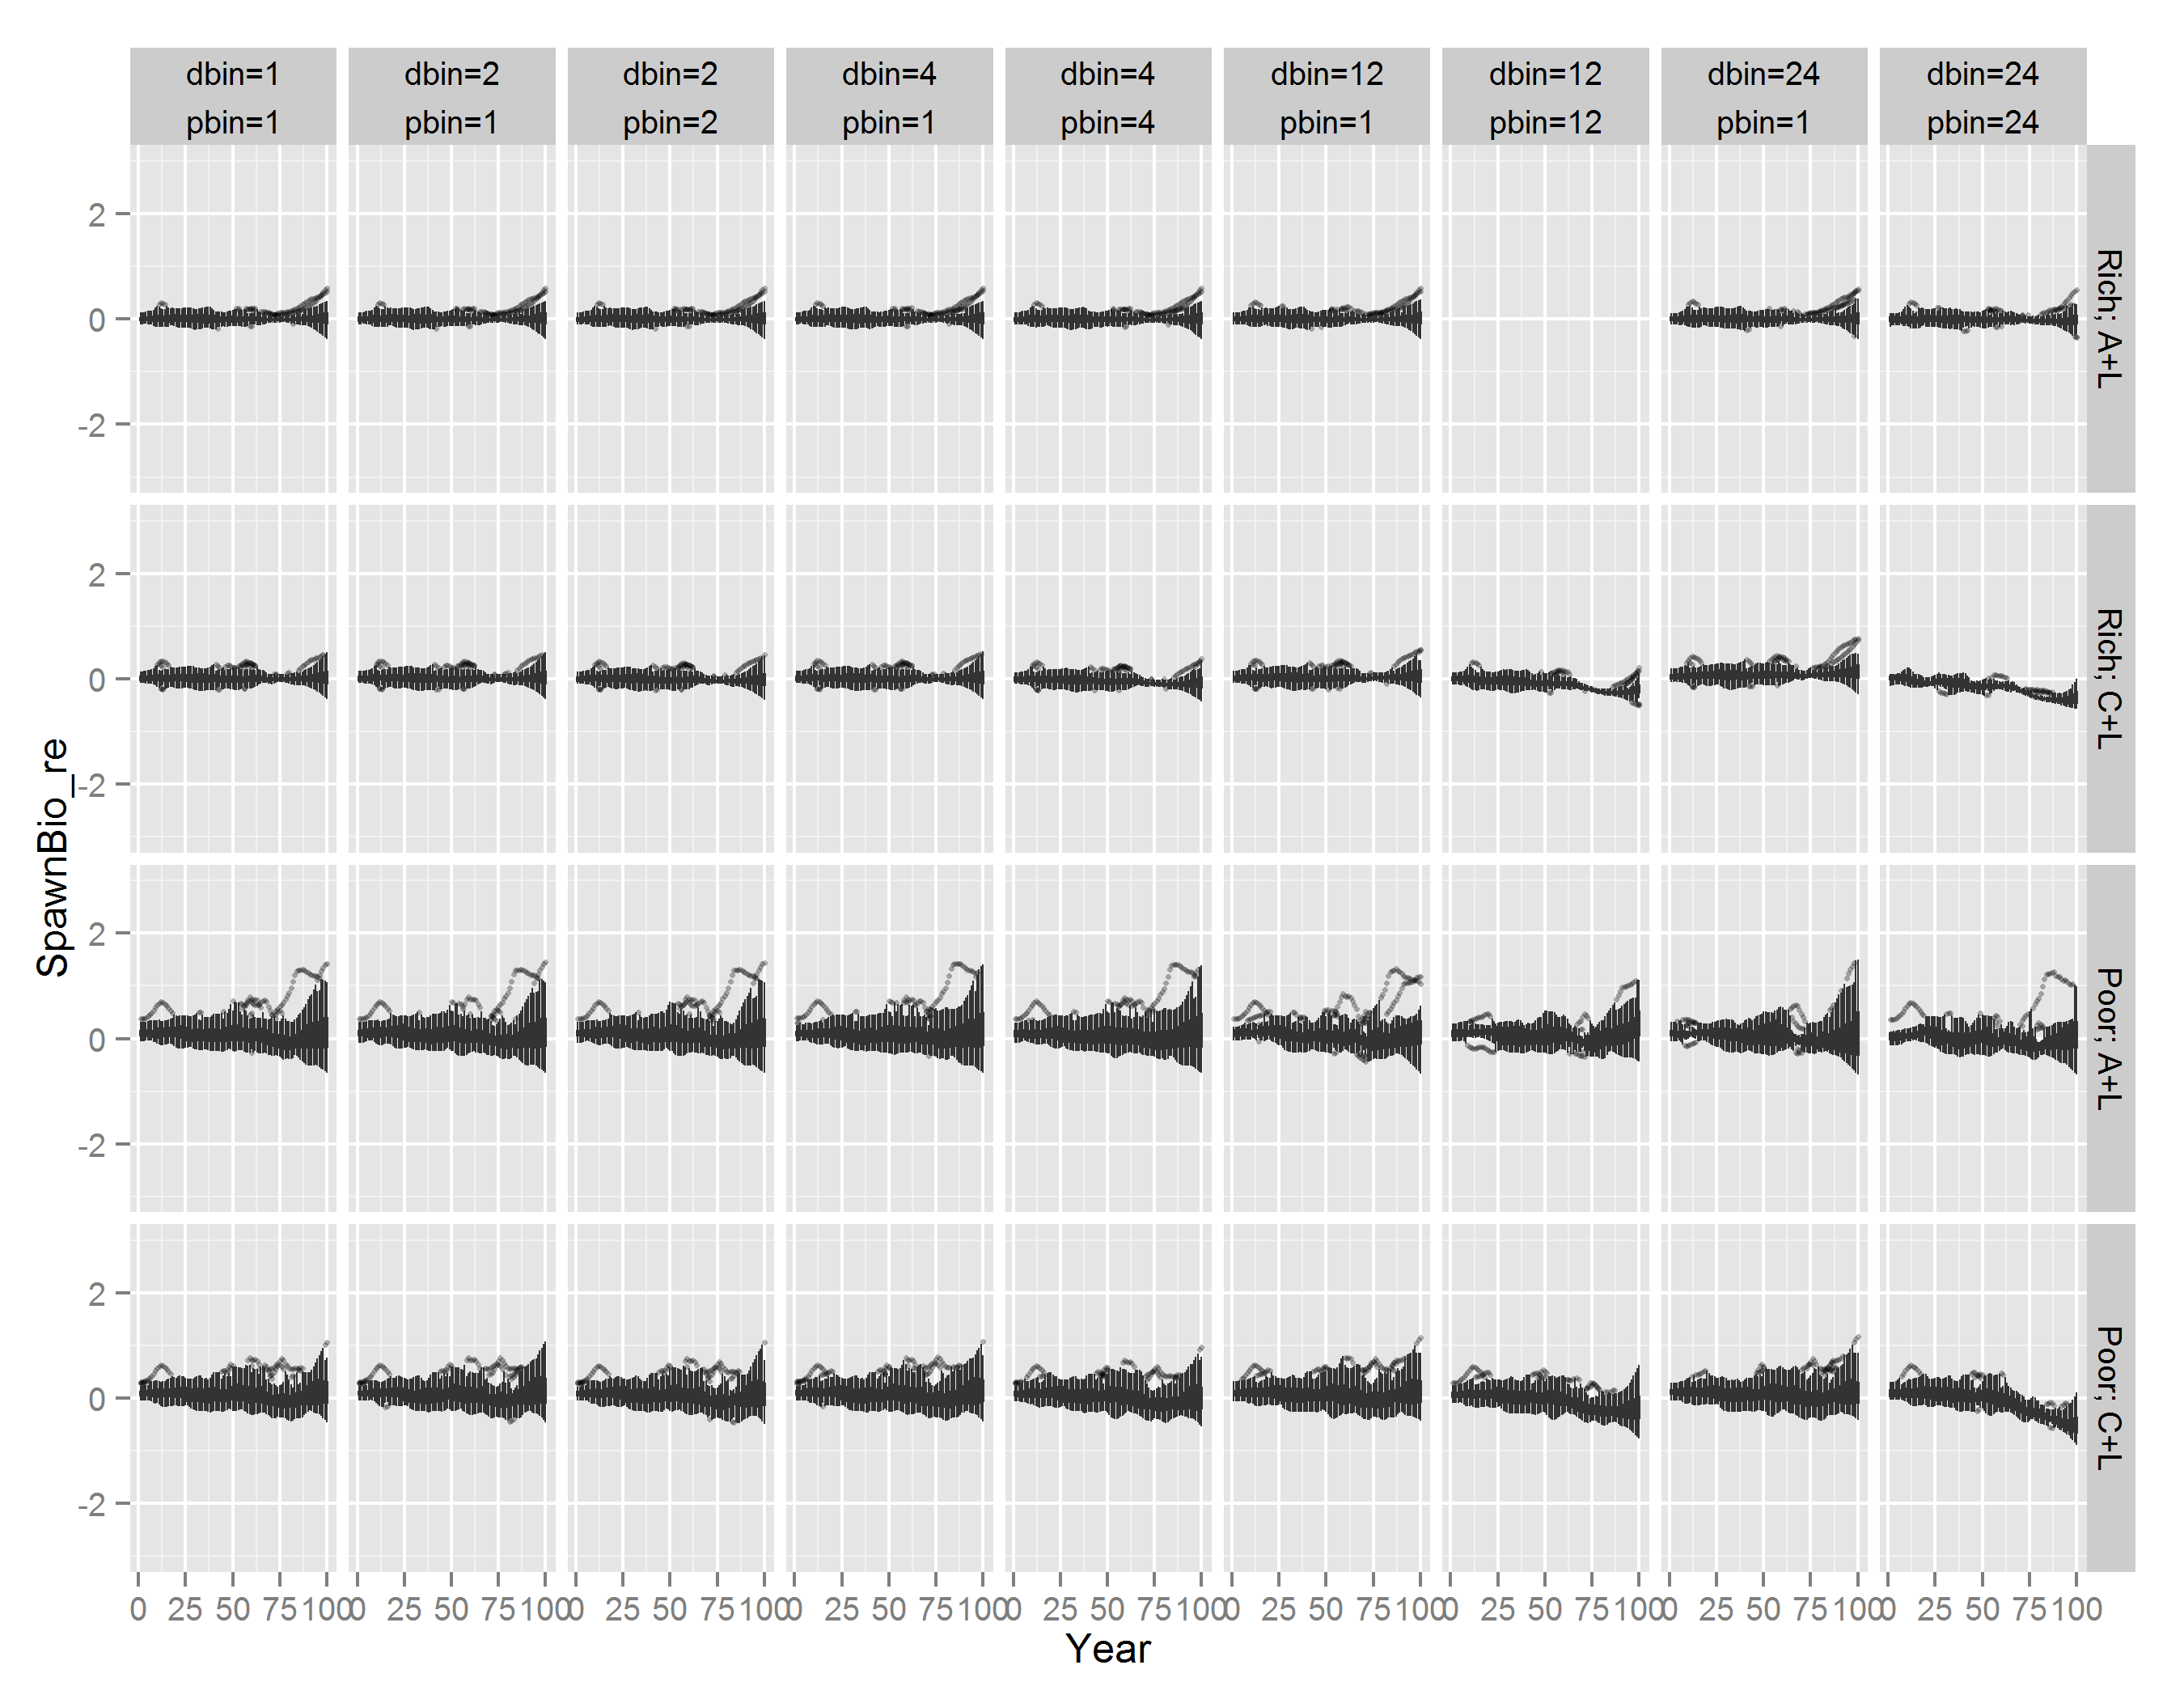 dbin=1 dbin=2 dbin=2 dbin=4 dbin=4 dbin=12 dbin=12 dbin=24 dbin=24
pbin=1 pbin=1 pbin=2 pbin=1 pbin=4 pbin=1 pbin=12 pbin=1 pbin=24
2
0
-2
Rich; A+L
2
0
-2
Rich; C+L
SpawnBio_re
2
0
-2
Poor; A+L
2
0
-2
Poor; C+L
0 25 50 75 100 0 25 50 75 100 0 25 50 75 100 0 25 50 75 100 0 25 50 75 100 0 25 50 75 100 0 25 50 75 100 0 25 50 75 100 0 25 50 75 100
Year